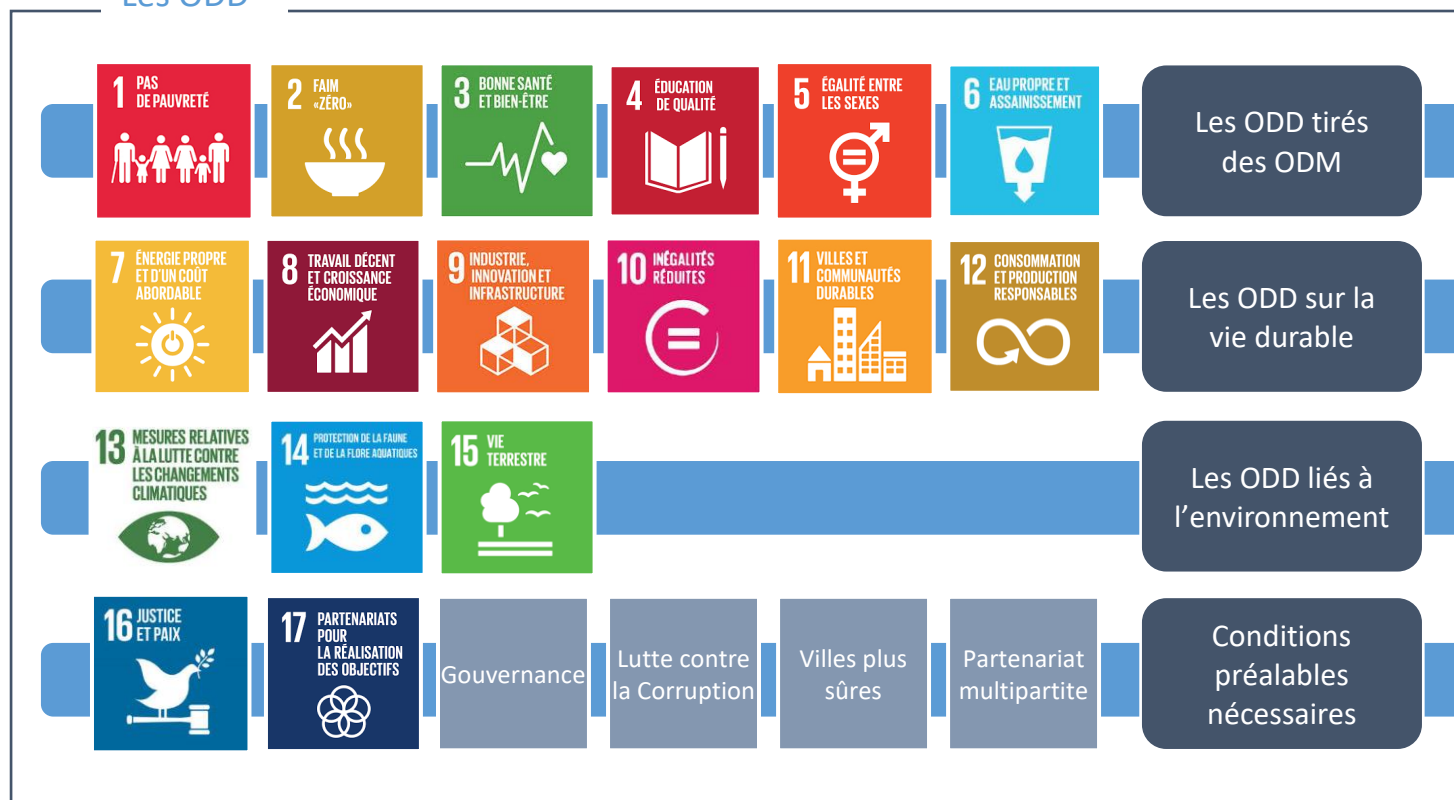 Les ODD
1 PAS
DE PAUVRETÉ
2 FAIM
«ZÉRO»
3 BONNE SANTÉ
ET BIEN-ÊTRE
4 ÉDUCATION
DE QUALITÉ
5 ÉGALITÉ ENTRE
LES SEXES
6 EAU PROPRE ET
ASSAINISSEMENT
Les ODD tirés
des ODM
7 ÉNERGIE PROPRE
ET D'UN COÛT
ABORDABLE
8 TRAVAIL DÉCENT
ET CROISSANCE
ÉCONOMIQUE
9 INDUSTRIE,
INNOVATION ET
INFRASTRUCTURE
10 INÉGALITÉS
RÉDUITES
11 VILLES ET
COMMUNAUTÉS
DURABLES
12 CONSOMMATION
ET PRODUCTION
RESPONSABLES
Les ODD sur la
vie durable
13 MESURES RELATIVES
À LA LUTTE CONTRE
LES CHANGEMENTS
CLIMATIQUES
14 PROTECTION DE LA FAUNE
ET DE LA FLORE AQUATIQUES
15 VIE
TERRESTRE
Les ODD liés à
l’environnement
16 JUSTICE
ET PAIX
17 PARTENARIATS
POUR
LA RÉALISATION
DES OBJECTIFS
Gouvernance
Lutte contre
la Corruption
Villes plus
sûres
Partenariat
multipartite
Conditions
préalables
nécessaires